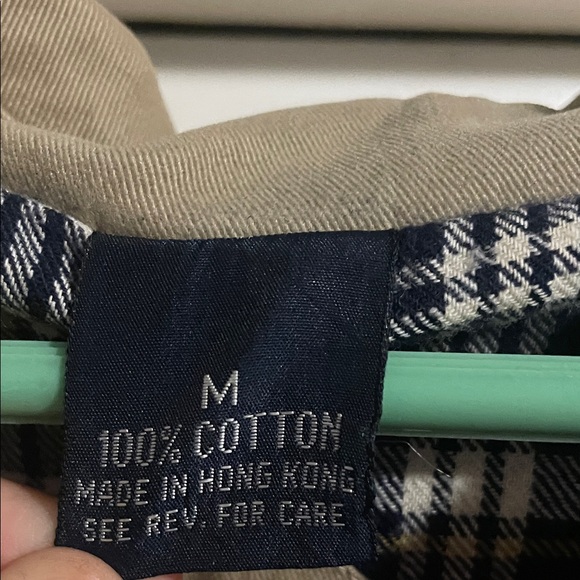 M
100% COTTON
MADE IN HONG KONG
SEE REV. FOR CARE